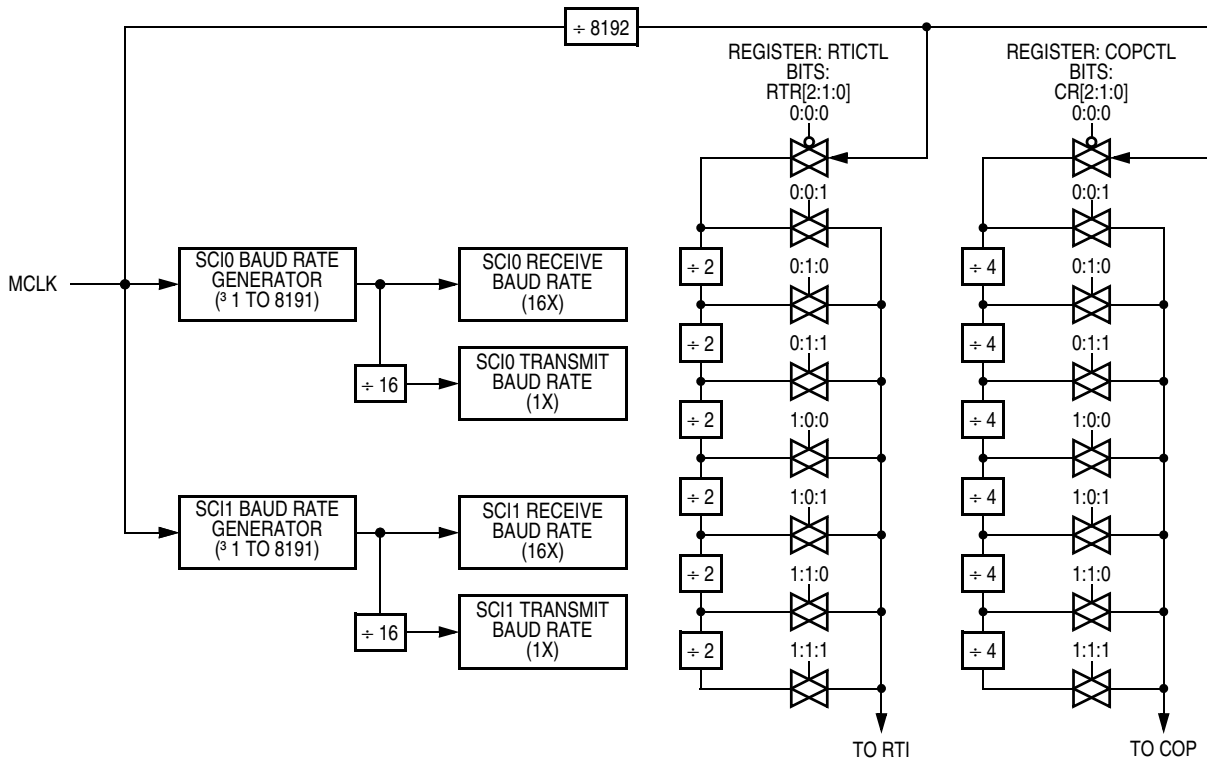 ÷ 8192
REGISTER: RTICTL
BITS:
RTR[2:1:0]
0:0:0
REGISTER: COPCTL
BITS:
CR[2:1:0]
0:0:0
0:0:1
0:0:1
MCLK
SCI0 BAUD RATE
GENERATOR
(³ 1 TO 8191)
SCI0 RECEIVE
BAUD RATE
(16X)
÷ 2
0:1:0
÷ 4
0:1:0
÷ 16
SCI0 TRANSMIT
BAUD RATE
(1X)
÷ 2
0:1:1
÷ 4
0:1:1
÷ 2
1:0:0
÷ 4
1:0:0
SCI1 BAUD RATE
GENERATOR
(³ 1 TO 8191)
SCI1 RECEIVE
BAUD RATE
(16X)
÷ 2
1:0:1
÷ 4
1:0:1
÷ 16
SCI1 TRANSMIT
BAUD RATE
(1X)
÷ 2
1:1:0
÷ 4
1:1:0
÷ 2
1:1:1
÷ 4
1:1:1
TO RTI
TO COP